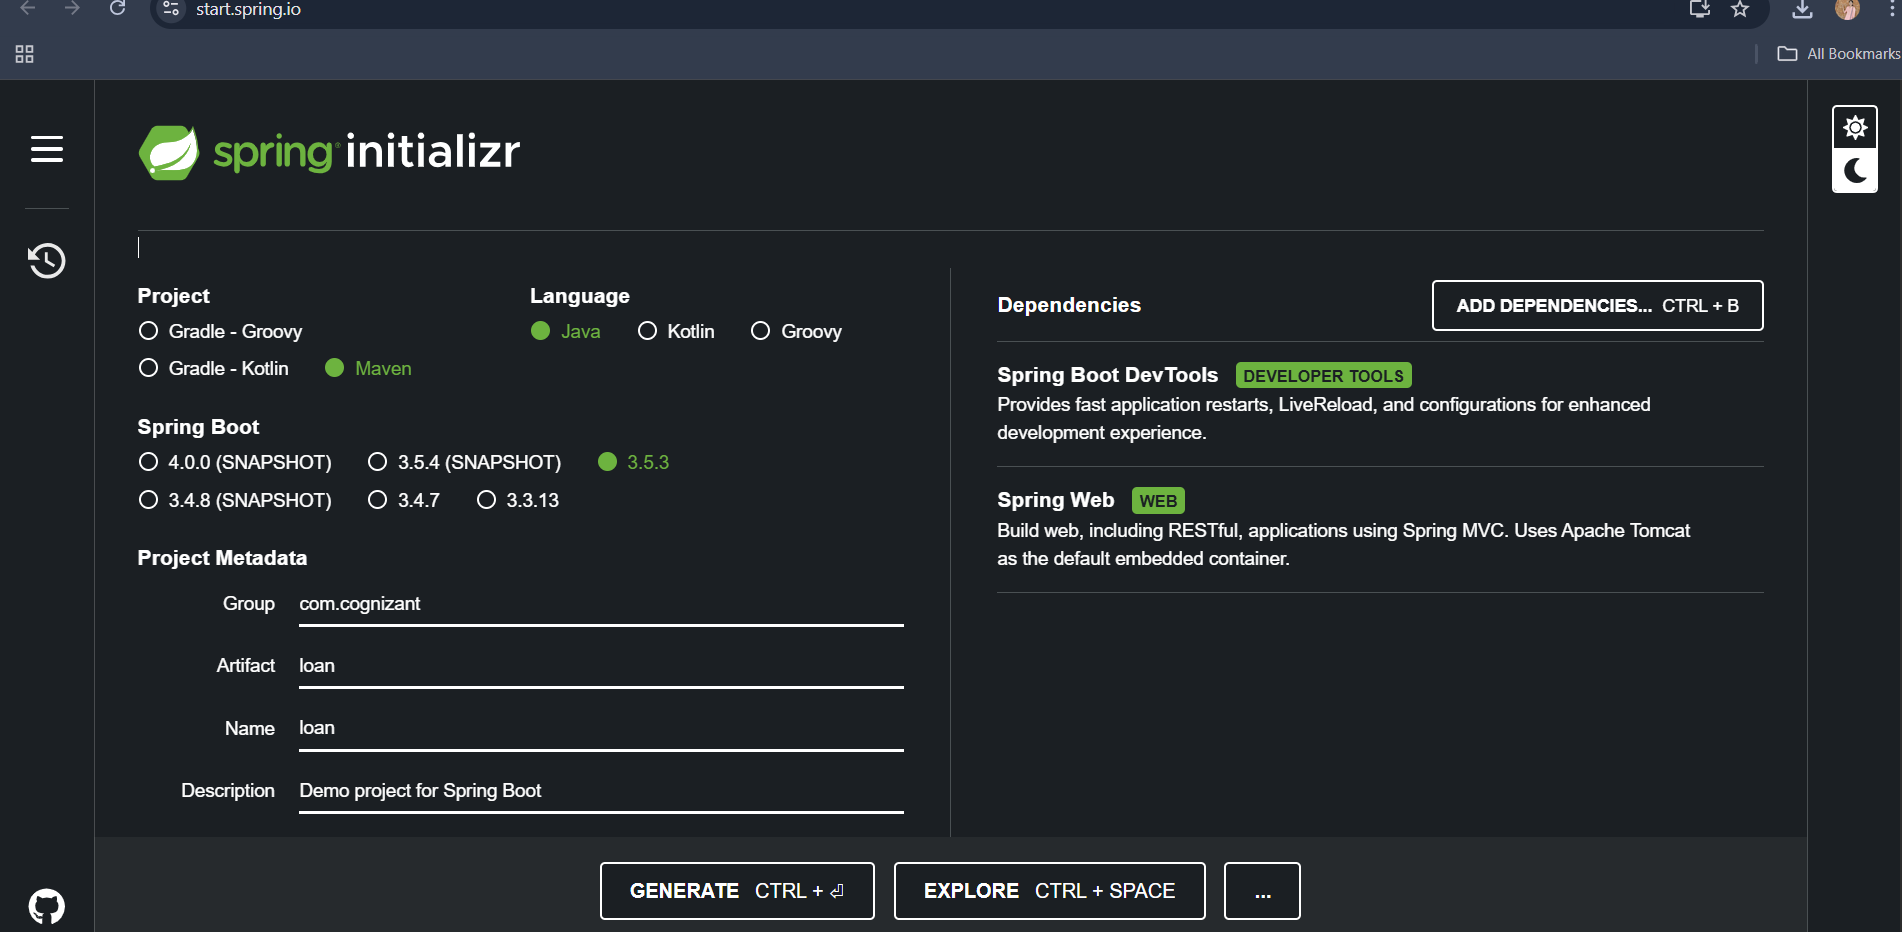 start.spring.io
All Bookmarks
spring initializr
Project
Gradle - Groovy
Gradle - Kotlin Maven
Language
Java Kotlin Groovy
Spring Boot
4.0.0 (SNAPSHOT) 3.5.4 (SNAPSHOT) 3.5.3
3.4.8 (SNAPSHOT) 3.4.7 3.3.13
Project Metadata
Group com.cognizant
Artifact loan
Name loan
Description Demo project for Spring Boot
Dependencies ADD DEPENDENCIES... CTRL + B
Spring Boot DevTools DEVELOPER TOOLS
Provides fast application restarts, LiveReload, and configurations for enhanced
development experience.
Spring Web WEB
Build web, including RESTful, applications using Spring MVC. Uses Apache Tomcat
as the default embedded container.
GENERATE CTRL + ⏎ EXPLORE CTRL + SPACE ...